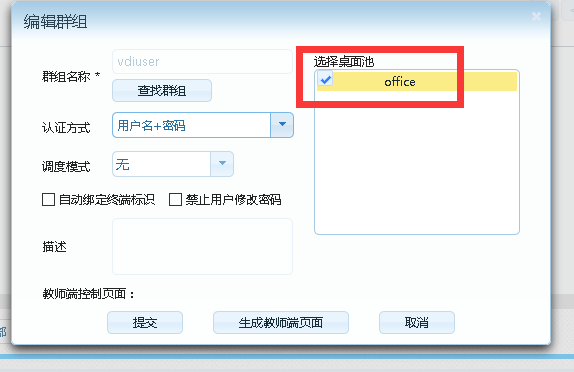 编辑群组
群组名称 *
vdiuser
查找群组
认证方式
用户名+密码
调度模式
无
自动绑定终端标识
禁止用户修改密码
描述
教师端控制页面：
选择桌面池
office
提交
生成教师端页面
取消
部